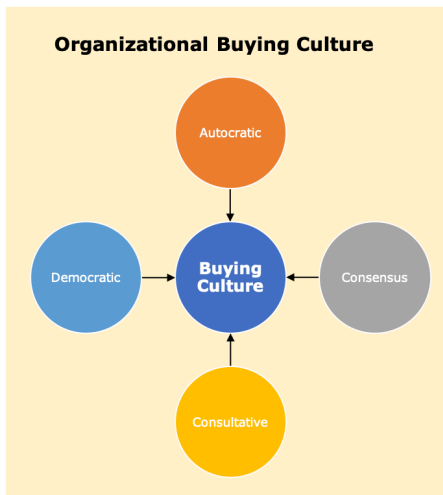 Organizational Buying Culture
Autocratic
Democratic
Buying
Culture
Consensus
Consultative